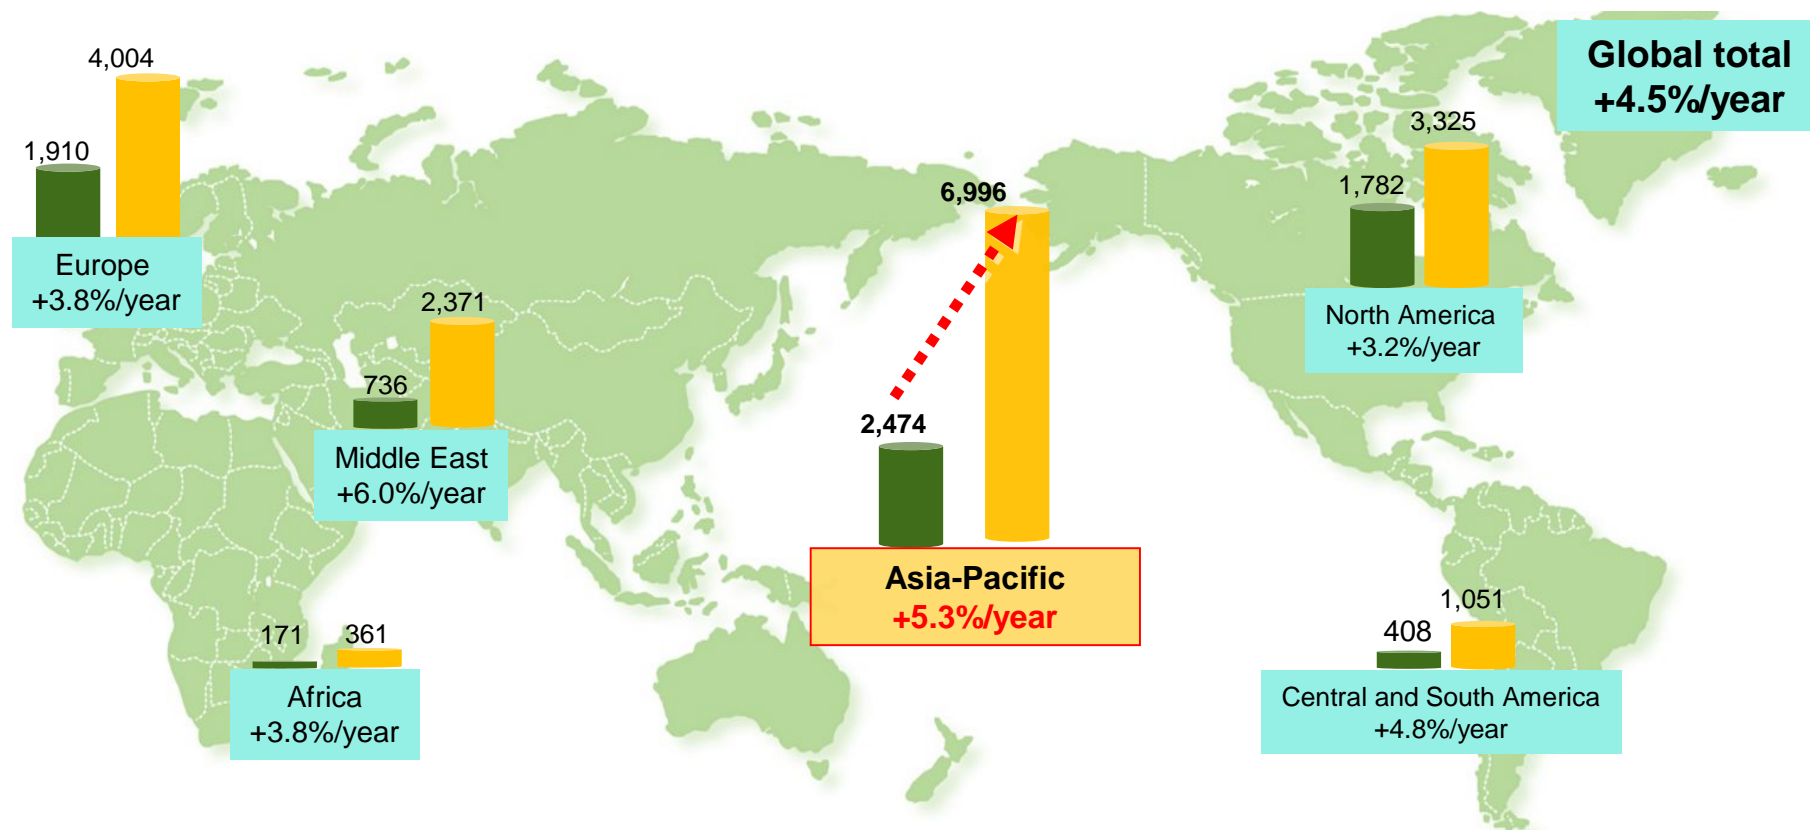 Global total
+4.5%/year
4,004
1,910
Europe
+3.8%/year
2,371
736
Middle East
+6.0%/year
171
361
Africa
+3.8%/year
6,996
2,474
Asia-Pacific
+5.3%/year
3,325
1,782
North America
+3.2%/year
1,051
408
Central and South America
+4.8%/year